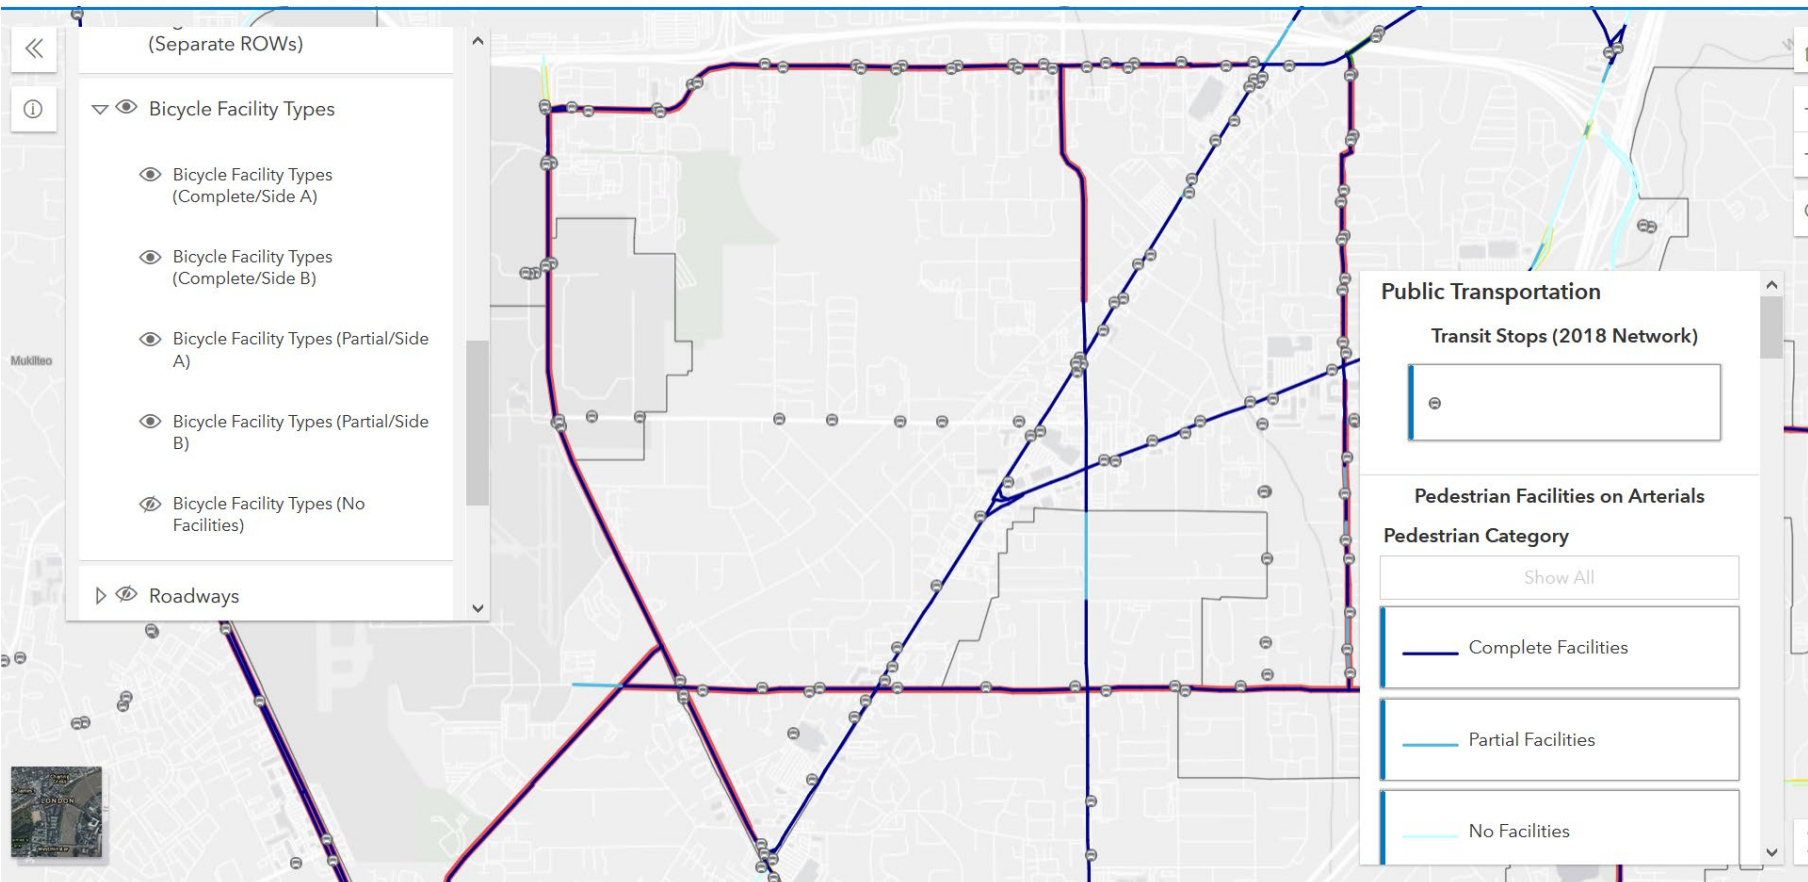 (Separate ROWs)
Bicycle Facility Types
Bicycle Facility Types
(Complete/Side A)
Bicycle Facility Types
(Complete/Side B)
Bicycle Facility Types (Partial/Side
A)
Bicycle Facility Types (Partial/Side
B)
Bicycle Facility Types (No
Facilities)
Roadways
Mukilteo
LONDON
Public Transportation
Transit Stops (2018 Network)
Pedestrian Facilities on Arterials
Pedestrian Category
Show All
Complete Facilities
Partial Facilities
No Facilities